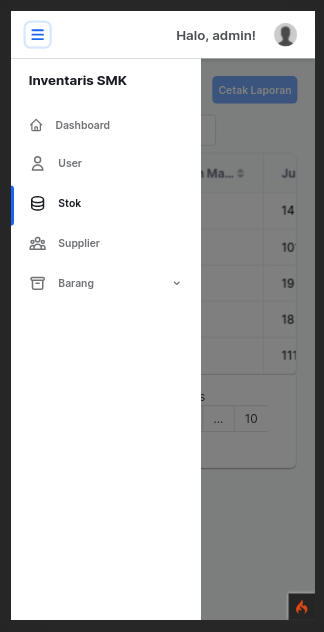 Halo, admin!
Inventaris SMK
Cetak Laporan
Dashboard
User
Stok
Supplier
Barang
Ma...
Ju
14
10
19
18
111
s
...
10